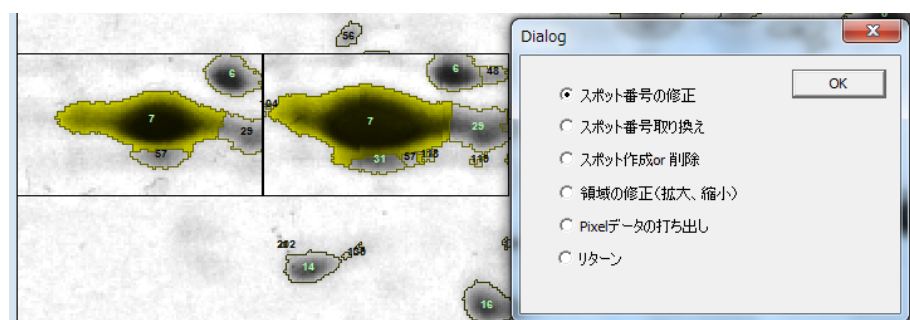 56
Dialog
6
6
48
OK
スポット番号の修正
7
29
7
29
スポット番号取り換え
57
31
57
118
スポット作成or 削除
領域の修正(拡大、縮小)
Pixelデータの打ち出し
14
リターン
16